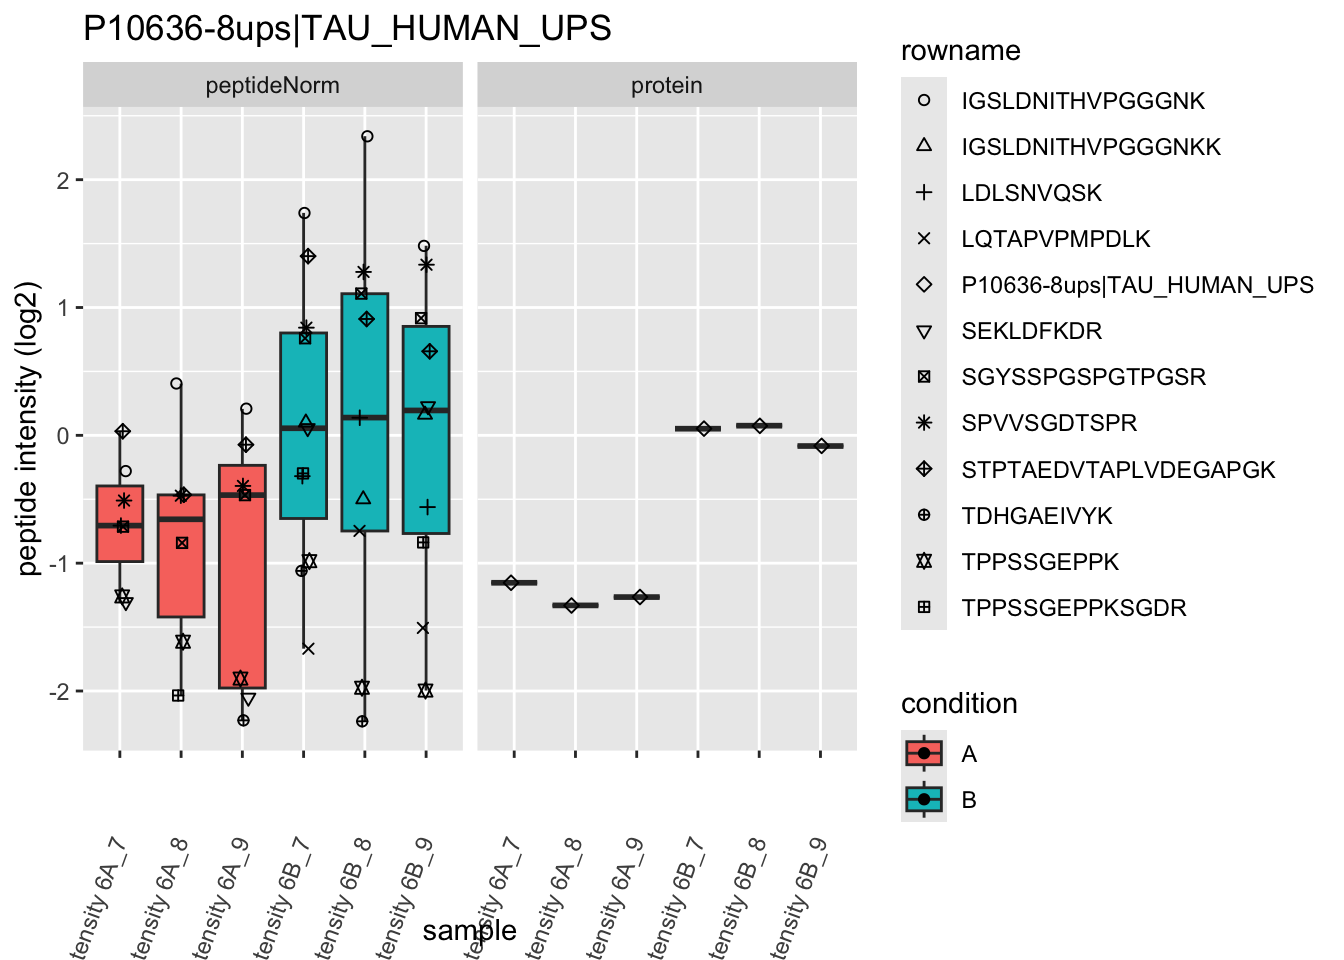 P10636-8ups|TAU_HUMAN_UPS
peptideNorm
protein
peptide intensity (log2)
2
1
0
-1
-2
tensity 6A_7
tensity 6A_8
tensity 6A_9
tensity 6B_7
tensity 6B_8
tensity 6B_9
tensity 6A_7
tensity 6A_8
tensity 6A_9
tensity 6B_7
tensity 6B_8
tensity 6B_9
sample
rowname
IGSLDNITHVPGGGNK
IGSLDNITHVPGGGNKK
LDLSNVQSK
LQTAPVPMPDLK
P10636-8ups|TAU_HUMAN_UPS
SEKLDFKDR
SGYSSPGSPGTPGSR
SPVVSGDTSPR
STPTAEDVTAPLVDEGAPGK
TDHGAEIVYK
TPPSSGEPPK
TPPSSGEPPKSGDR
condition
A
B